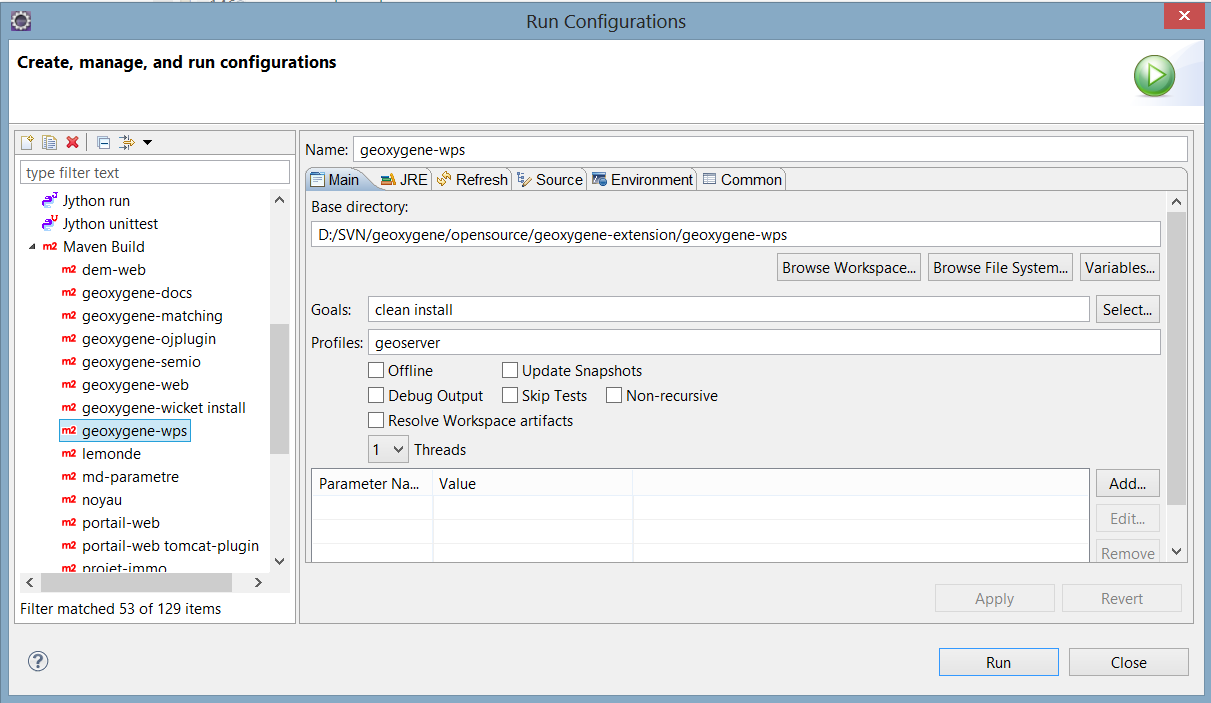 Run Configurations
Create, manage, and run configurations
type filter text
Jython run
Jython unittest
m2 Maven Build
m2 dem-web
m2 geoxygene-docs
m2 geoxygene-matching
m2 geoxygene-ojplugin
m2 geoxygene-semio
m2 geoxygene-web
m2 geoxygene-wicket install
m2 geoxygene-wps
m2 lemonde
m2 md-parametre
m2 noyau
m2 portail-web
m2 portail-web tomcat-plugin
m2 projet-immo
Filter matched 53 of 129 items
Name: geoxygene-wps
Main JRE Refresh Source Environment Common
Base directory:
D:/SVN/geoxygene/opensource/geoxygene-extension/geoxygene-wps
Browse Workspace... Browse File System... Variables...
Goals: clean install Select...
Profiles: geoserver
Offline Update Snapshots
Debug Output Skip Tests Non-recursive
Resolve Workspace artifacts
1 Threads
Parameter Na... Value Add...
Edit...
Remove
Apply Revert
? Run Close